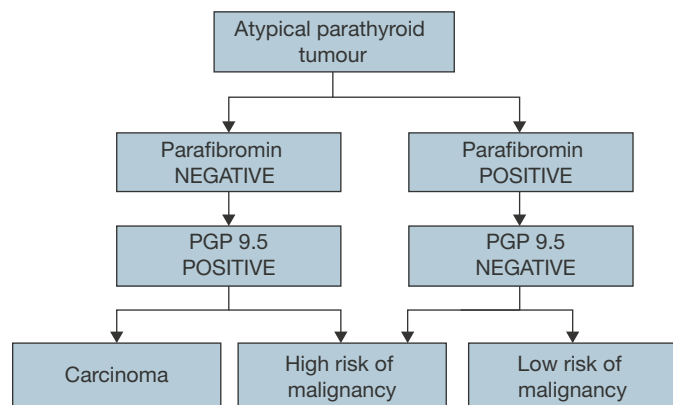 Atypical parathyroid
tumour
Parafibromin
NEGATIVE
Parafibromin
POSITIVE
PGP 9.5
POSITIVE
PGP 9.5
NEGATIVE
Carcinoma
High risk of
malignancy
Low risk of
malignancy